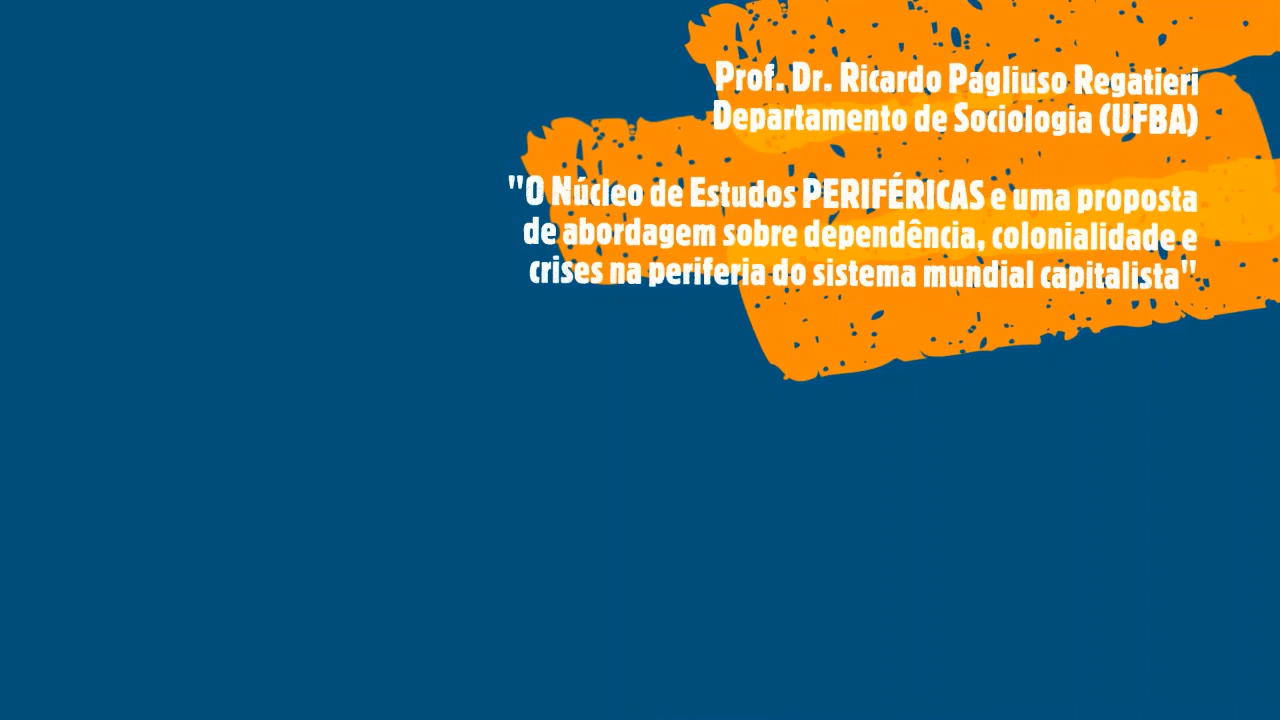 Prof. Dr. Ricardo Pagliuso Regatieri
Departamento de Sociologia (UFBA)
"O Núcleo de Estudos PERIFÉRICAS e uma proposta
de abordagem sobre dependência, colonialidade e
crises na periferia do sistema mundial capitalista"